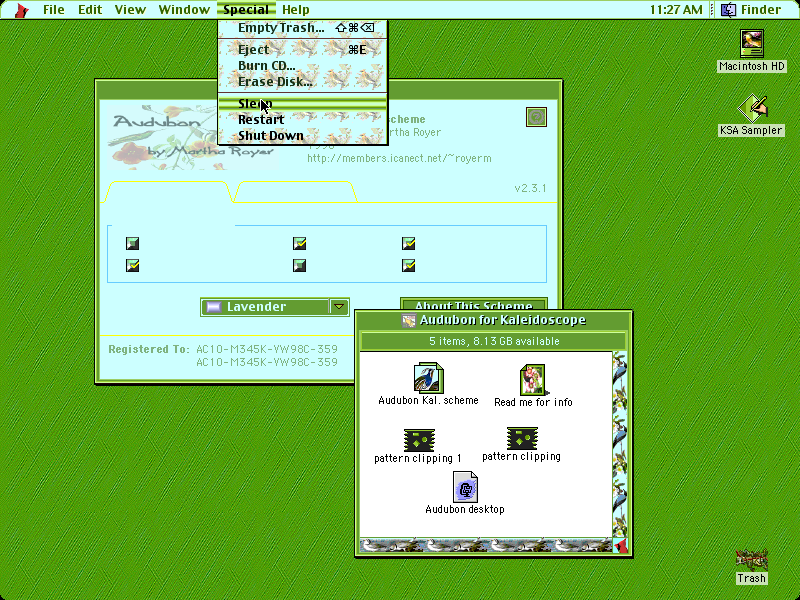 File Edit View Window Special Help 11:27 AM Finder
Empty Trash... ⇧⌘⌫
Eject ⌘E
Burn CD...
Erase Disk...
Sleep
Restart
Shut Down
Macintosh HD
KSA Sampler
Audubon
by Martha Royer
scheme
Martha Royer
1998
http://members.icanect.net/~royerm
v2.3.1
Lavender
About This Scheme
Registered To: AC10-M345K-YW98C-359
AC10-M345K-YW98C-359
Audubon for Kaleidoscope
5 items, 8.13 GB available
Audubon Kal. scheme
Read me for info
pattern clipping 1
pattern clipping
Audubon desktop
Trash